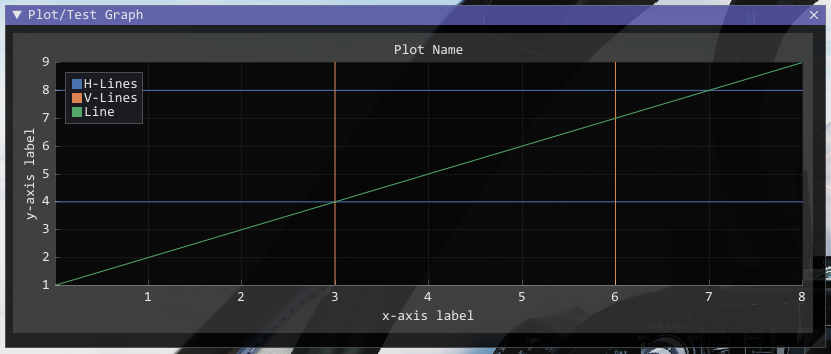 Plot/Test Graph
Plot Name
9
8
7
6
5
4
3
2
1
y-axis label
H-Lines
V-Lines
Line
1 2 3 4 5 6 7 8
x-axis label